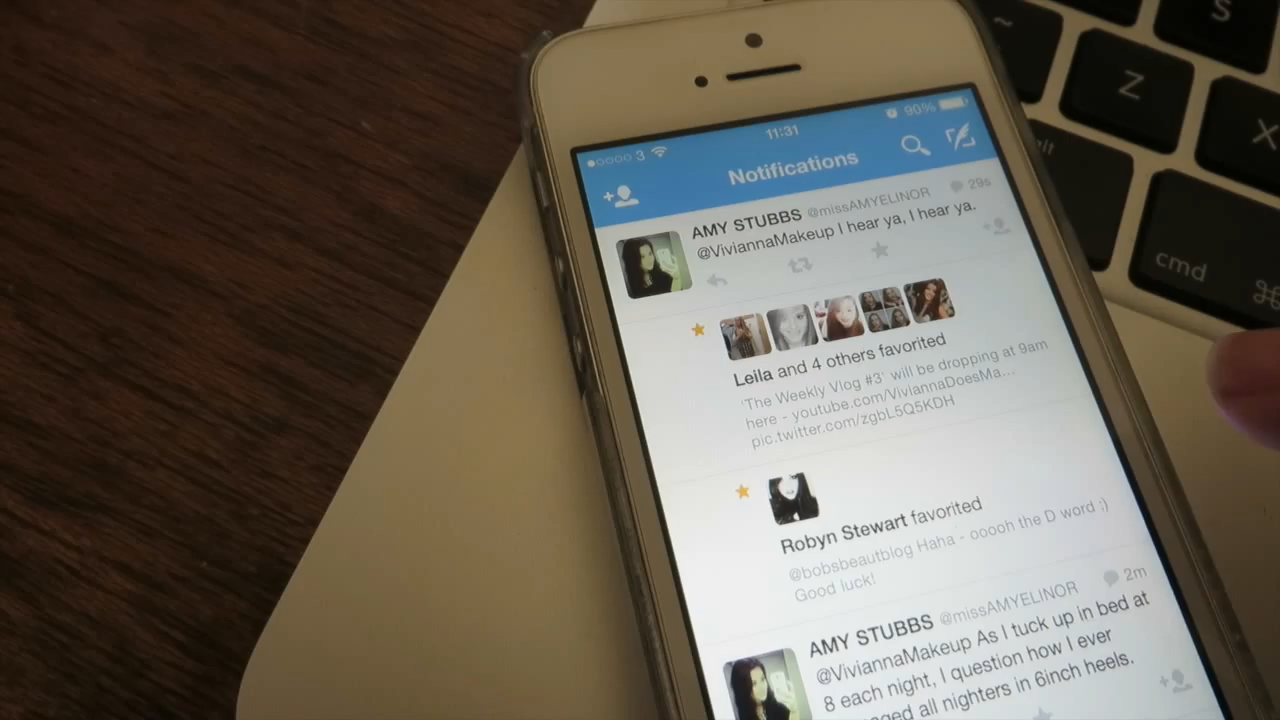 S
~
Z
X
alt
cmd ⌘
3 11:31 90%
Notifications
AMY STUBBS @missAMYELINOR 29s
@ViviannaMakeup I hear ya, I hear ya.
Leila and 4 others favorited
'The Weekly Vlog #3' will be dropping at 9am
here - youtube.com/ViviannaDoesMa...
pic.twitter.com/zgbL5Q5KDH
Robyn Stewart favorited
@bobsbeautblog Haha - ooooh the D word ;)
Good luck!
AMY STUBBS @missAMYELINOR 2m
@ViviannaMakeup As I tuck up in bed at
8 each night, I question how I ever
all nighters in 6inch heels.